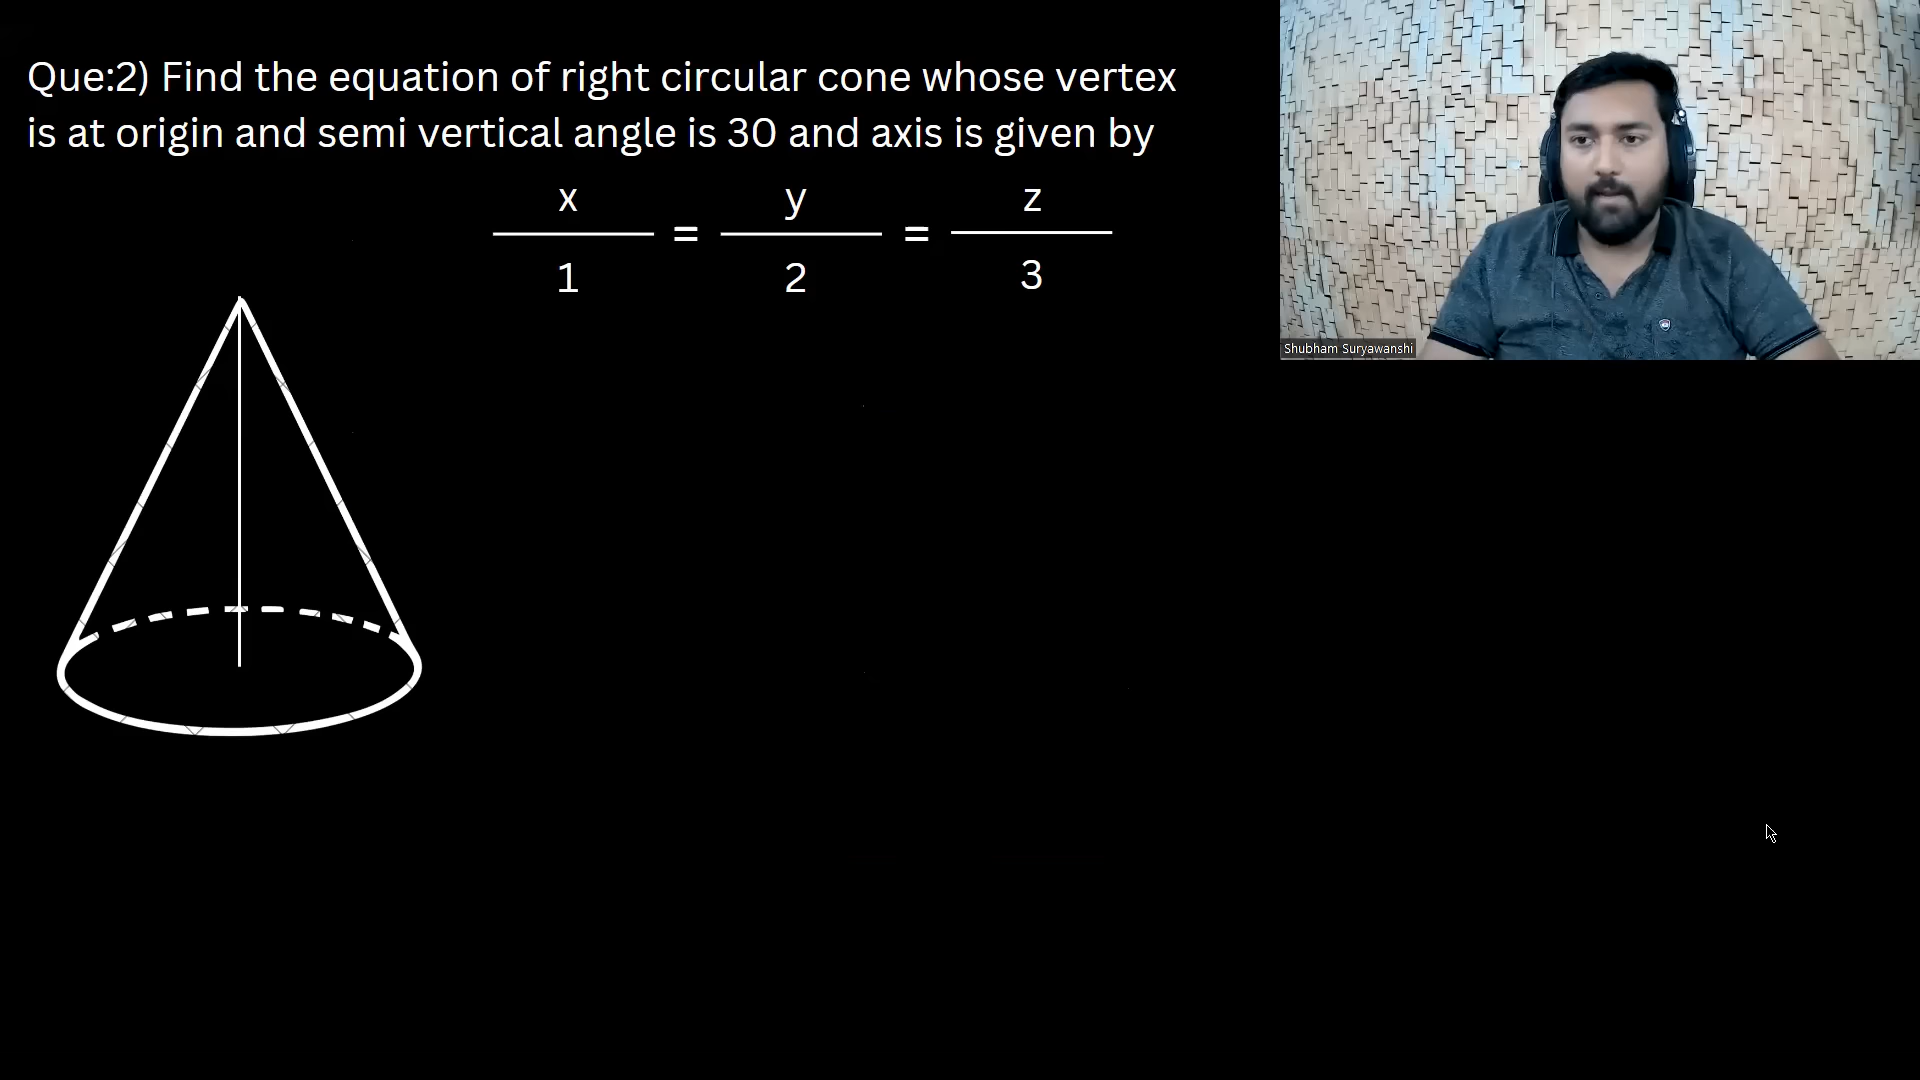 Que:2) Find the equation of right circular cone whose vertex
is at origin and semi vertical angle is 30 and axis is given by
x y z
= =
1 2 3
Shubham Suryawanshi